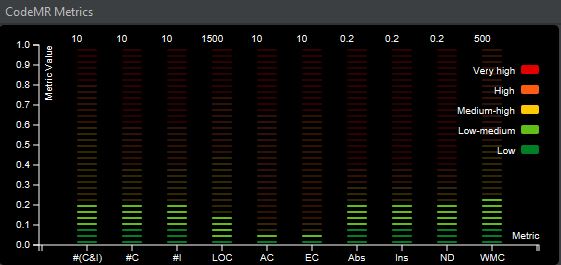 CodeMR Metrics
10 10 10 1500 10 10 0.2 0.2 0.2 500
Metric Value
1.0
0.9
0.8
0.7
0.6
0.5
0.4
0.3
0.2
0.1
0.0
Very high
High
Medium-high
Low-medium
Low
Metric
#(C&I) #C #I LOC AC EC Abs Ins ND WMC